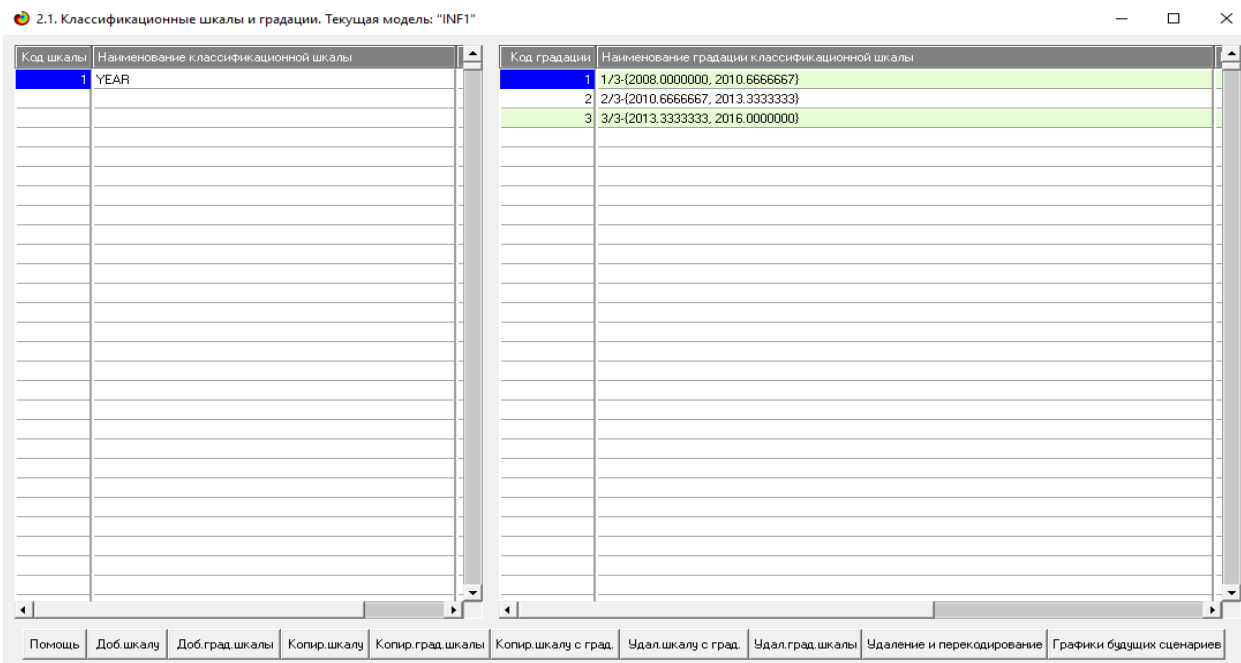 2.1. Классификационные шкалы и градации. Текущая модель: "INF1"
Код шкалы Наименование классификационной шкалы
1 YEAR
Код градации Наименование градации классификационной шкалы
1 1/3-{2008.0000000, 2010.6666667}
2 2/3-{2010.6666667, 2013.3333333}
3 3/3-{2013.3333333, 2016.0000000}
Помощь Доб.шкалу Доб.град.шкалы Копир.шкалу Копир.град.шкалы Копир.шкалу с град. Удал.шкалу с град. Удал.град.шкалы Удаление и перекодирование Графики будущих сценариев